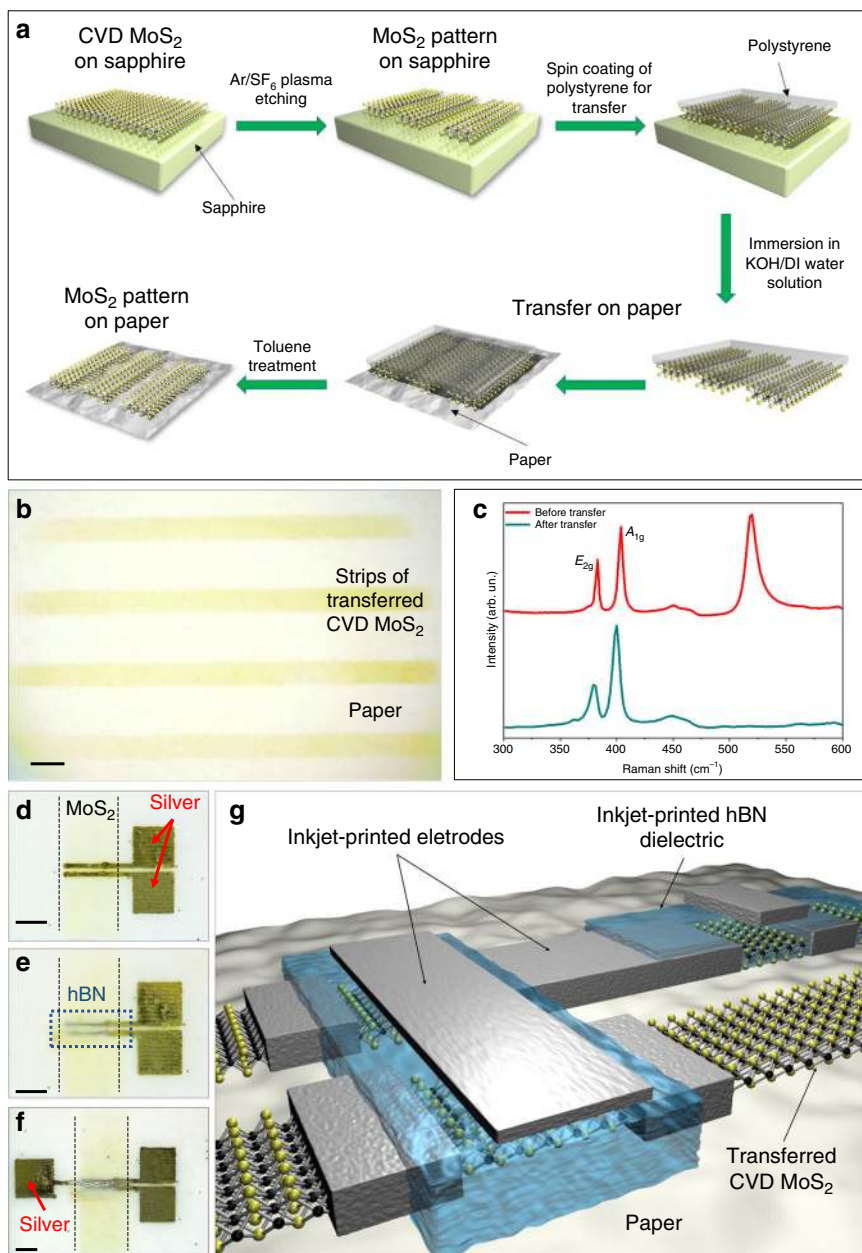 a
CVD MoS2
on sapphire
Ar/SF6 plasma
etching
MoS2 pattern
on sapphire
Spin coating of
polystyrene for
transfer
Polystyrene
Sapphire
Immersion in
KOH/DI water
solution
MoS2 pattern
on paper
Toluene
treatment
Transfer on paper
Paper
b
Strips of
transferred
CVD MoS2
Paper
c
Before transfer
After transfer
E2g
A1g
Intensity (arb. un.)
300
350
400
450
500
550
600
Raman shift (cm−1)
d
MoS2
Silver
e
hBN
f
Silver
g
Inkjet-printed eletrodes
Inkjet-printed hBN
dielectric
Transferred
CVD MoS2
Paper